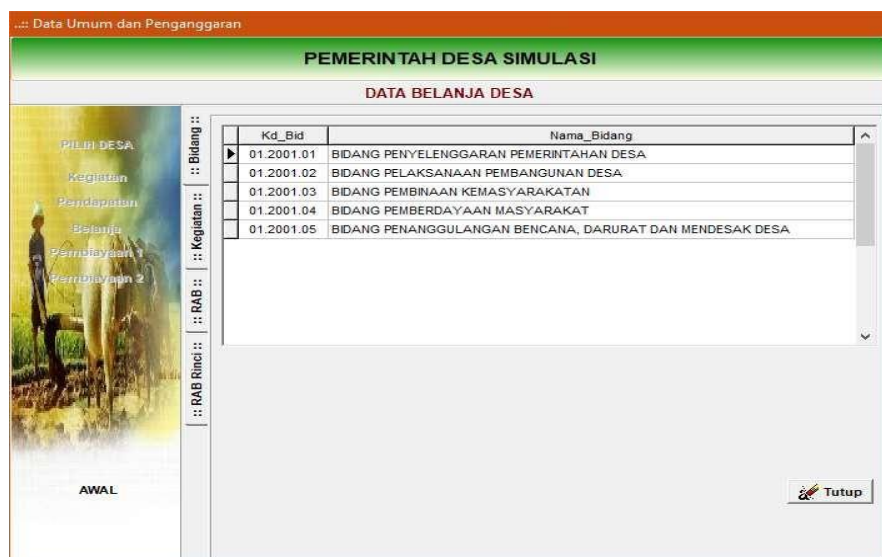 ..:: Data Umum dan Penganggaran
PEMERINTAH DESA SIMULASI
DATA BELANJA DESA
PILIH DESA
Kegiatan
Pendapatan
Belanja
Pembiayaan 1
Pembiayaan 2
AWAL
:: Bidang ::
:: Kegiatan ::
:: RAB ::
:: RAB Rinci ::
Kd_Bid Nama_Bidang
01.2001.01 BIDANG PENYELENGGARAN PEMERINTAHAN DESA
01.2001.02 BIDANG PELAKSANAAN PEMBANGUNAN DESA
01.2001.03 BIDANG PEMBINAAN KEMASYARAKATAN
01.2001.04 BIDANG PEMBERDAYAAN MASYARAKAT
01.2001.05 BIDANG PENANGGULANGAN BENCANA, DARURAT DAN MENDESAK DESA
Tutup